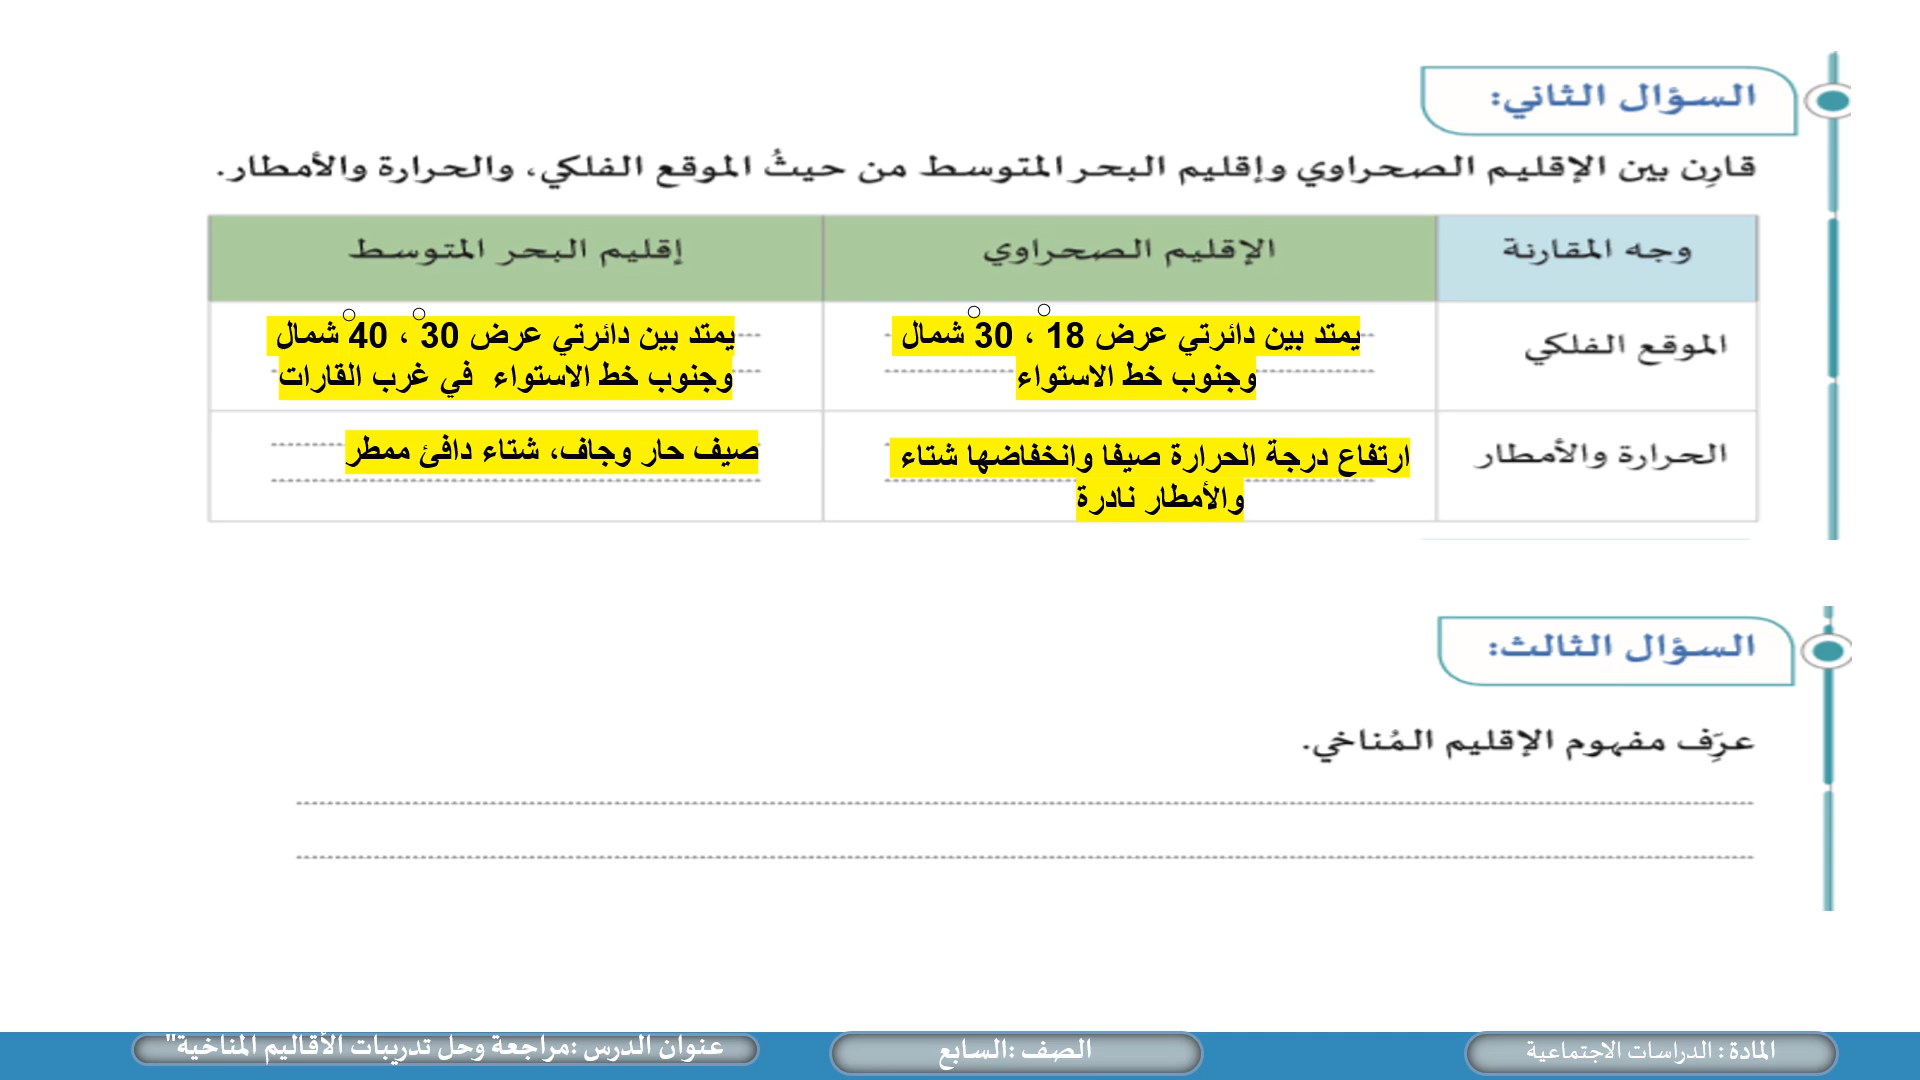 السؤال الثاني:
قارِن بين الإقليم الصحراوي وإقليم البحر المتوسط من حيثُ الموقع الفلكي، والحرارة والأمطار.
وجه المقارنة
الإقليم الصحراوي
إقليم البحر المتوسط
الموقع الفلكي
يمتد بين دائرتي عرض 18° ، 30° شمال
وجنوب خط الاستواء
يمتد بين دائرتي عرض 30° ، 40° شمال
وجنوب خط الاستواء في غرب القارات
الحرارة والأمطار
ارتفاع درجة الحرارة صيفا وانخفاضها شتاء
والأمطار نادرة
صيف حار وجاف، شتاء دافئ ممطر
السؤال الثالث:
عرِّف مفهوم الإقليم المُناخي.
المادة : الدراسات الاجتماعية
الصف :السابع
عنوان الدرس :مراجعة وحل تدريبات الأقاليم المناخية"